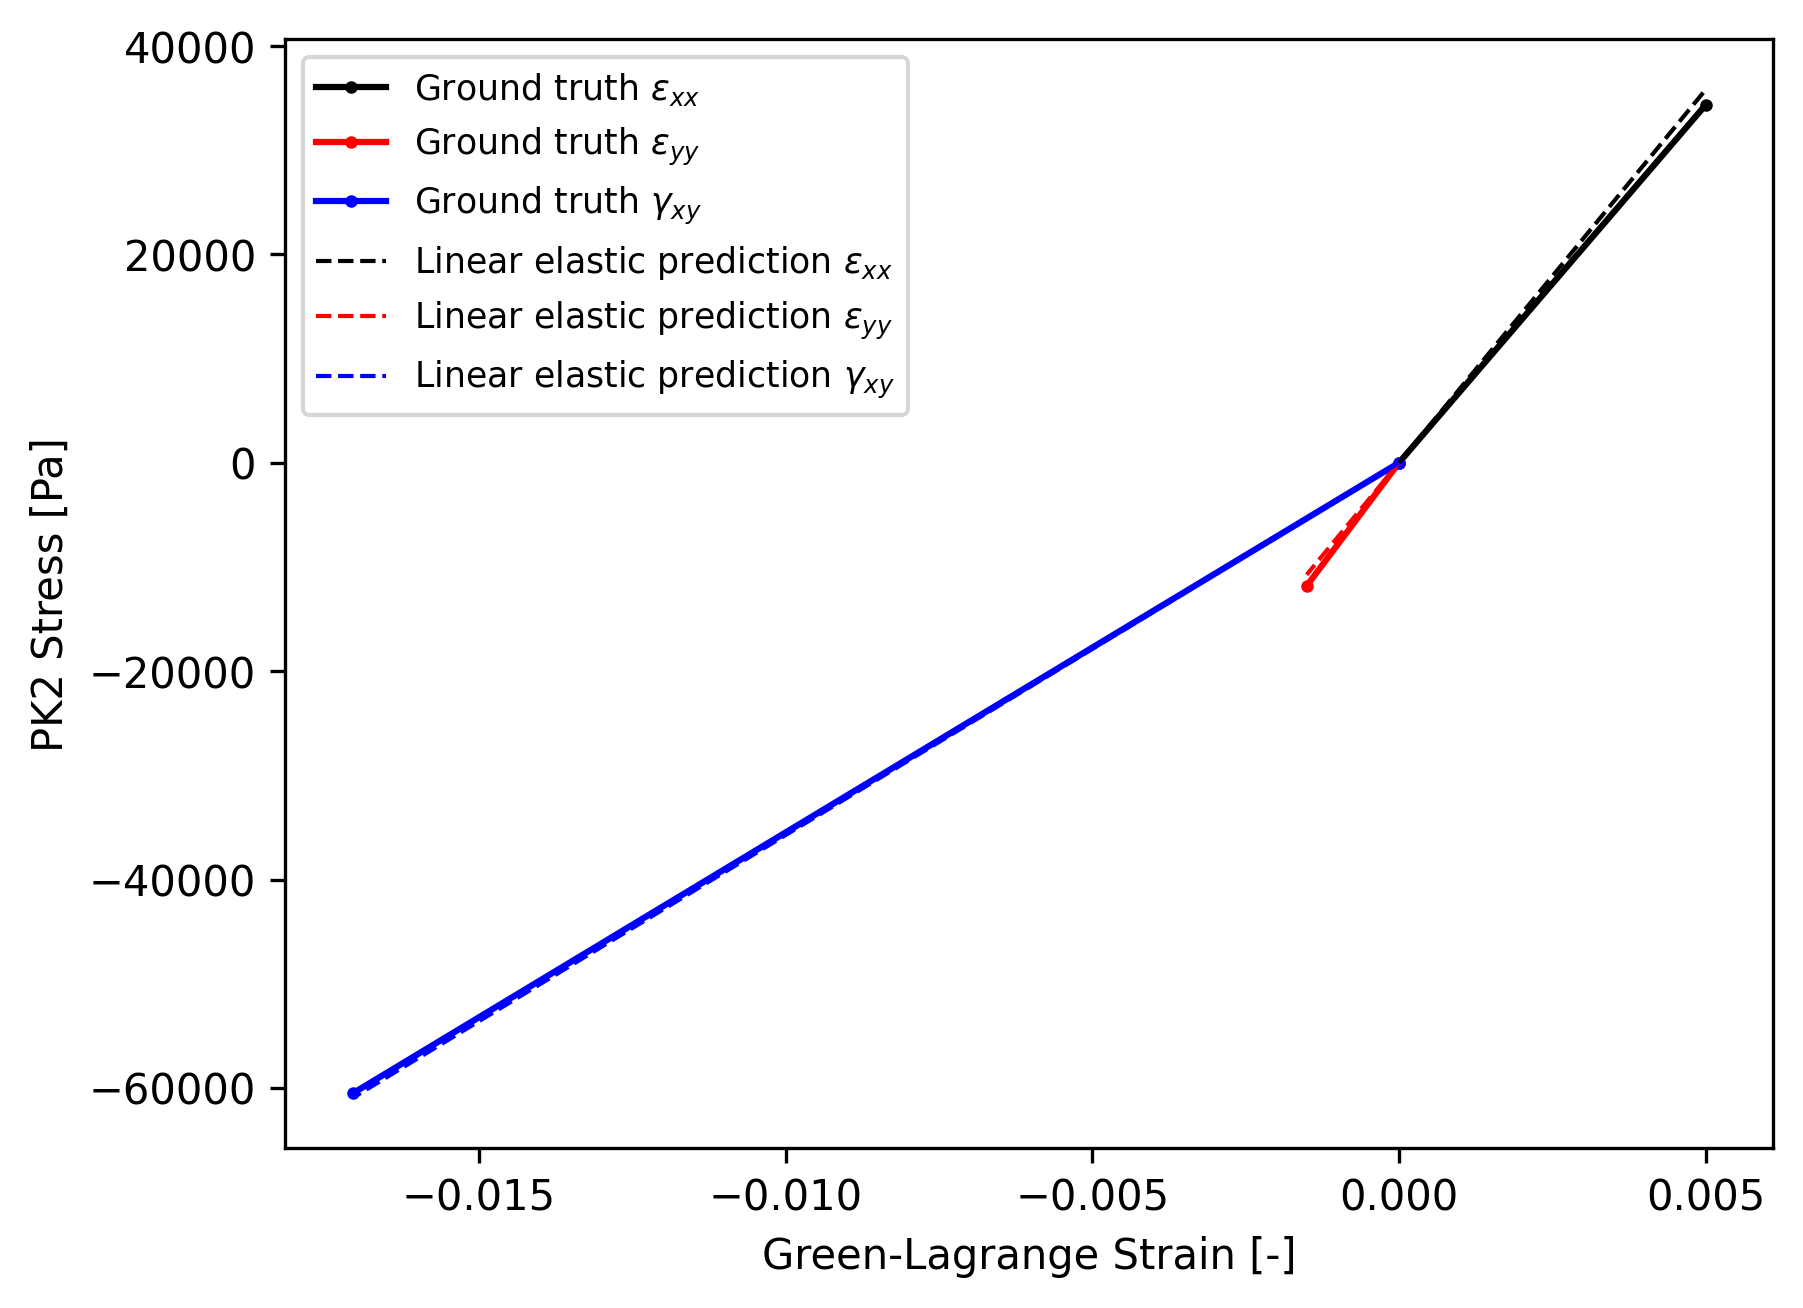 40000
20000
0
−20000
−40000
−60000
PK2 Stress [Pa]
Ground truth εxx
Ground truth εyy
Ground truth γxy
Linear elastic prediction εxx
Linear elastic prediction εyy
Linear elastic prediction γxy
−0.015 −0.010 −0.005 0.000 0.005
Green-Lagrange Strain [-]